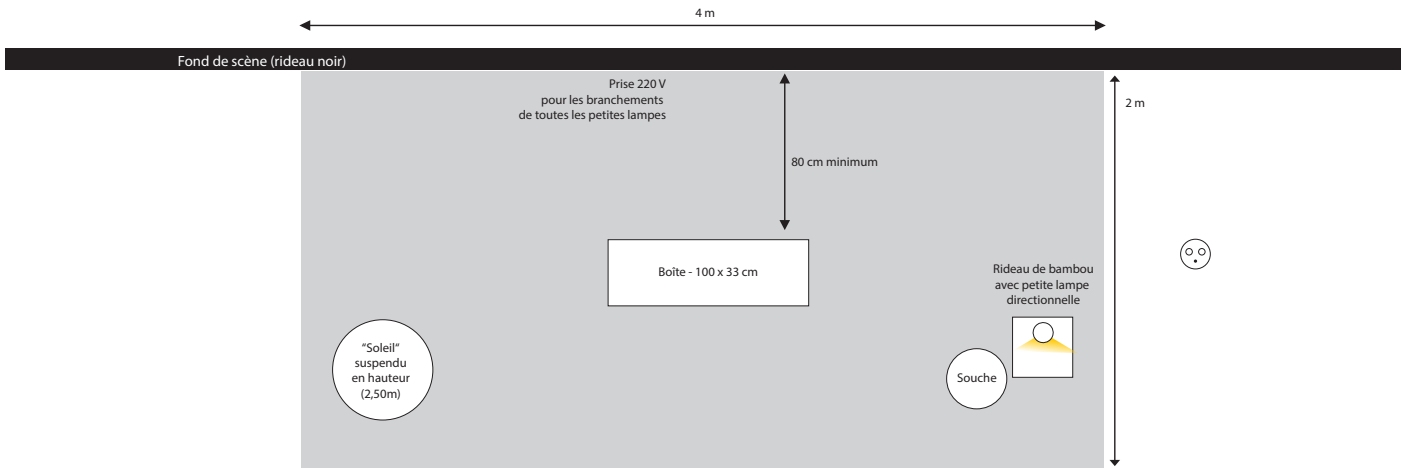 4 m
Fond de scène (rideau noir)
Prise 220 V
pour les branchements
de toutes les petites lampes
2 m
80 cm minimum
Boîte - 100 x 33 cm
Rideau de bambou
avec petite lampe
directionnelle
"Soleil"
suspendu
en hauteur
(2,50m)
Souche